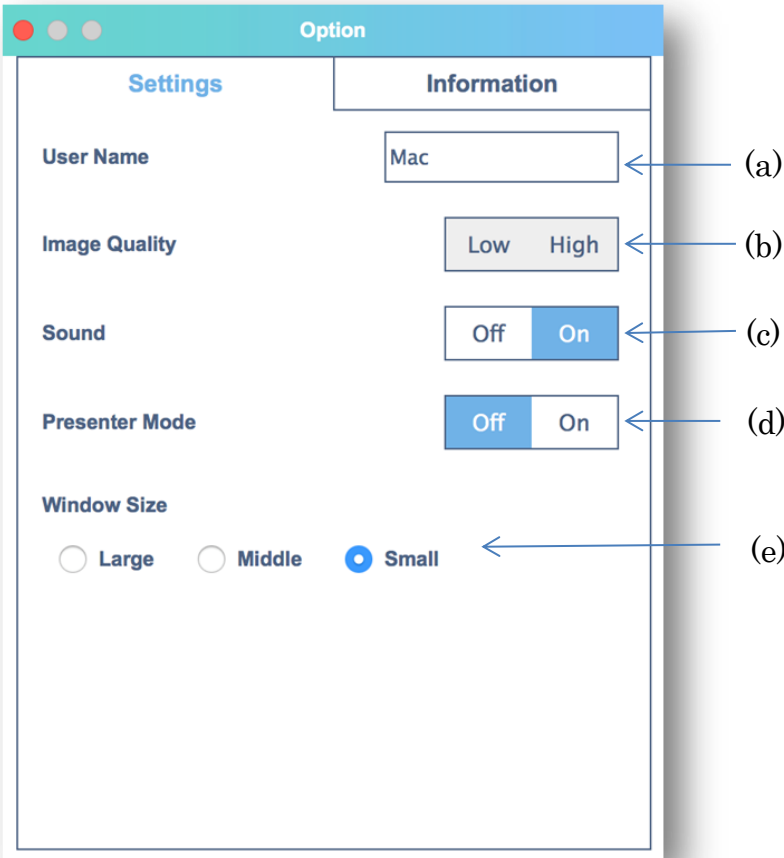 Option
Settings Information
User Name Mac (a)
Image Quality Low High (b)
Sound Off On (c)
Presenter Mode Off On (d)
Window Size
Large Middle Small (e)